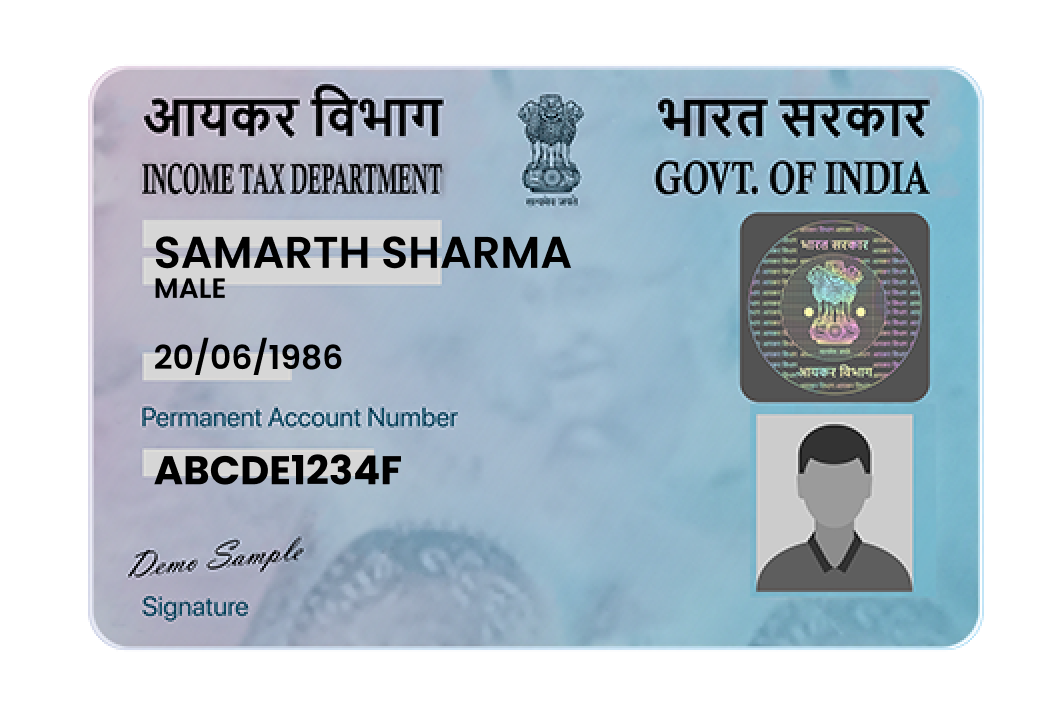 आयकर विभाग
भारत सरकार
INCOME TAX DEPARTMENT
GOVT. OF INDIA
सत्यमेव जयते
SAMARTH SHARMA
MALE
20/06/1986
Permanent Account Number
ABCDE1234F
Demo Sample
Signature
भारत सरकार
आयकर विभाग